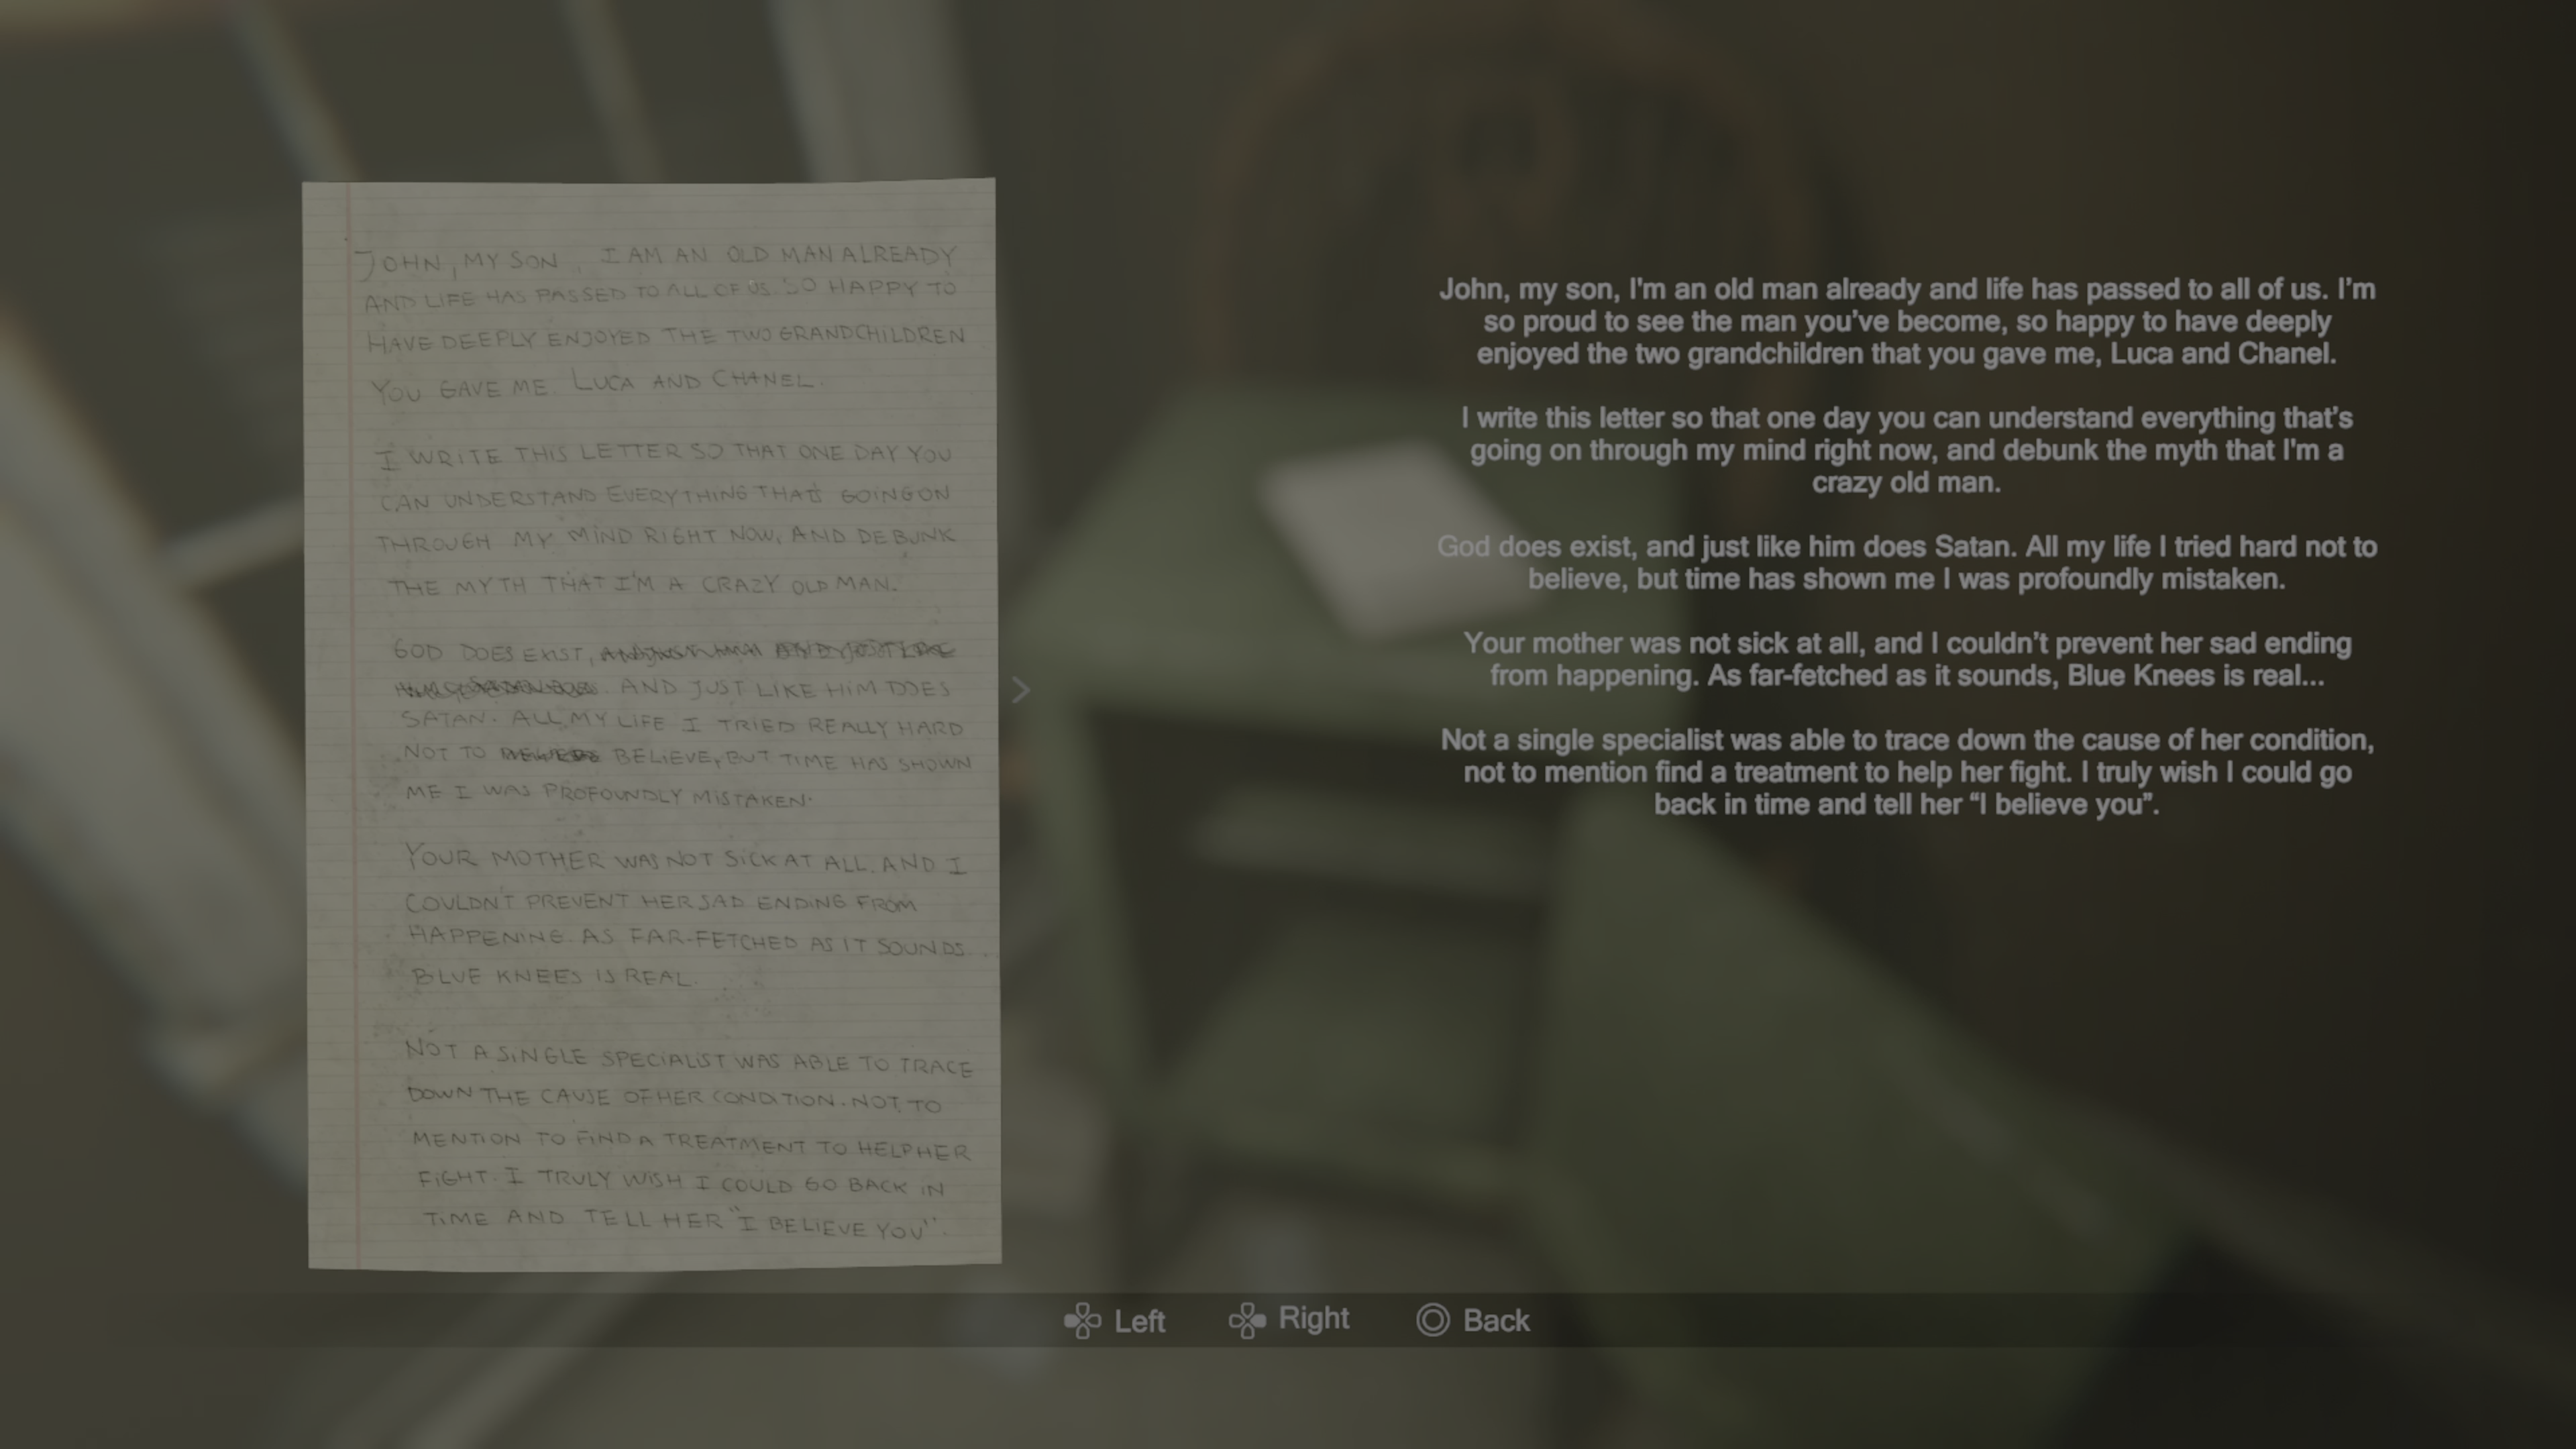 JOHN, MY SON, I AM AN OLD MAN ALREADY
AND LIFE HAS PASSED TO ALL OF US. SO HAPPY TO
HAVE DEEPLY ENJOYED THE TWO GRANDCHILDREN
YOU GAVE ME. LUCA AND CHANEL.
I WRITE THIS LETTER SO THAT ONE DAY YOU
CAN UNDERSTAND EVERYTHING THAT'S GOING ON
THROUGH MY MIND RIGHT NOW, AND DEBUNK
THE MYTH THAT I'M A CRAZY OLD MAN.
GOD DOES EXIST,
AND JUST LIKE HIM DOES
SATAN. ALL MY LIFE I TRIED REALLY HARD
NOT TO BELIEVE, BUT TIME HAS SHOWN
ME I WAS PROFOUNDLY MISTAKEN.
YOUR MOTHER WAS NOT SICK AT ALL. AND I
COULDN'T PREVENT HER SAD ENDING FROM
HAPPENING. AS FAR-FETCHED AS IT SOUNDS...
BLUE KNEES IS REAL.
NOT A SINGLE SPECIALIST WAS ABLE TO TRACE
DOWN THE CAUSE OF HER CONDITION. NOT TO
MENTION TO FIND A TREATMENT TO HELP HER
FIGHT. I TRULY WISH I COULD GO BACK IN
TIME AND TELL HER "I BELIEVE YOU".
John, my son, I'm an old man already and life has passed to all of us. I'm
so proud to see the man you've become, so happy to have deeply
enjoyed the two grandchildren that you gave me, Luca and Chanel.
I write this letter so that one day you can understand everything that's
going on through my mind right now, and debunk the myth that I'm a
crazy old man.
God does exist, and just like him does Satan. All my life I tried hard not to
believe, but time has shown me I was profoundly mistaken.
Your mother was not sick at all, and I couldn't prevent her sad ending
from happening. As far-fetched as it sounds, Blue Knees is real...
Not a single specialist was able to trace down the cause of her condition,
not to mention find a treatment to help her fight. I truly wish I could go
back in time and tell her “I believe you”.
Left Right Back